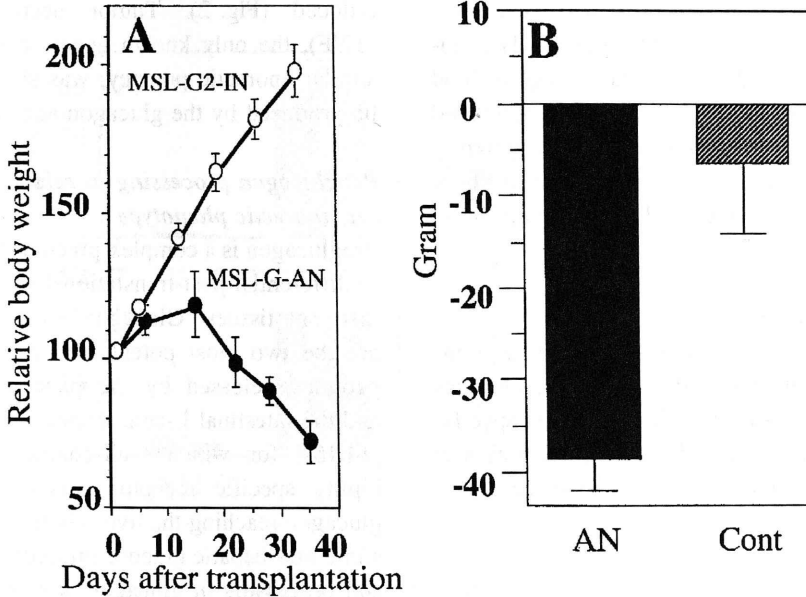 A
200
MSL-G2-IN
150
MSL-G-AN
100
50
0 10 20 30 40
Relative body weight
Days after transplantation
B
10
0
-10
-20
-30
-40
Gram
AN Cont